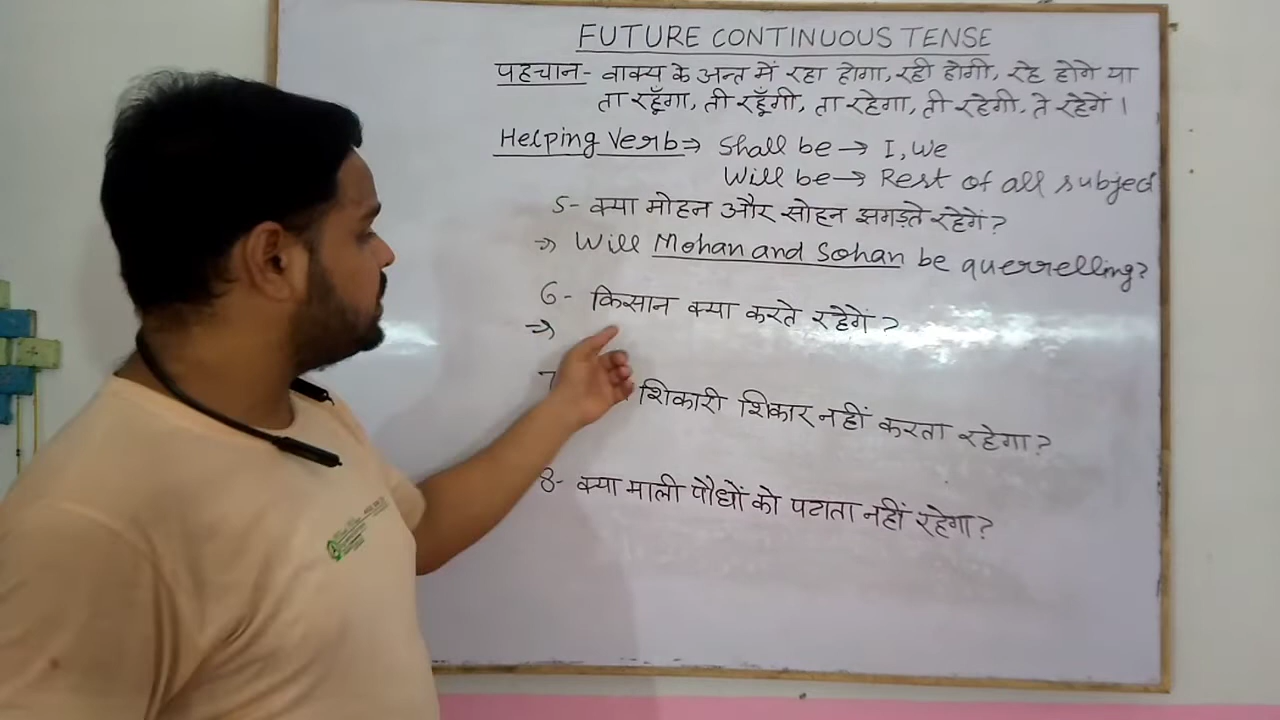 FUTURE CONTINUOUS TENSE
पहचान- वाक्य के अन्त में रहा होगा, रही होगी, रहे होगे या
ता रहूँगा, ती रहूँगी, ता रहेगा, ती रहेगी, ते रहेगें।
Helping Verb⇒ Shall be → I, We
Will be → Rest of all subject
5- क्या मोहन और सोहन झगड़ते रहेगें?
⇒ Will Mohan and Sohan be querrelling?
6- किसान क्या करते रहेगें?
⇒
7 शिकारी शिकार नहीं करता रहेगा?
8- क्या माली पौधों को पटाता नहीं रहेगा?